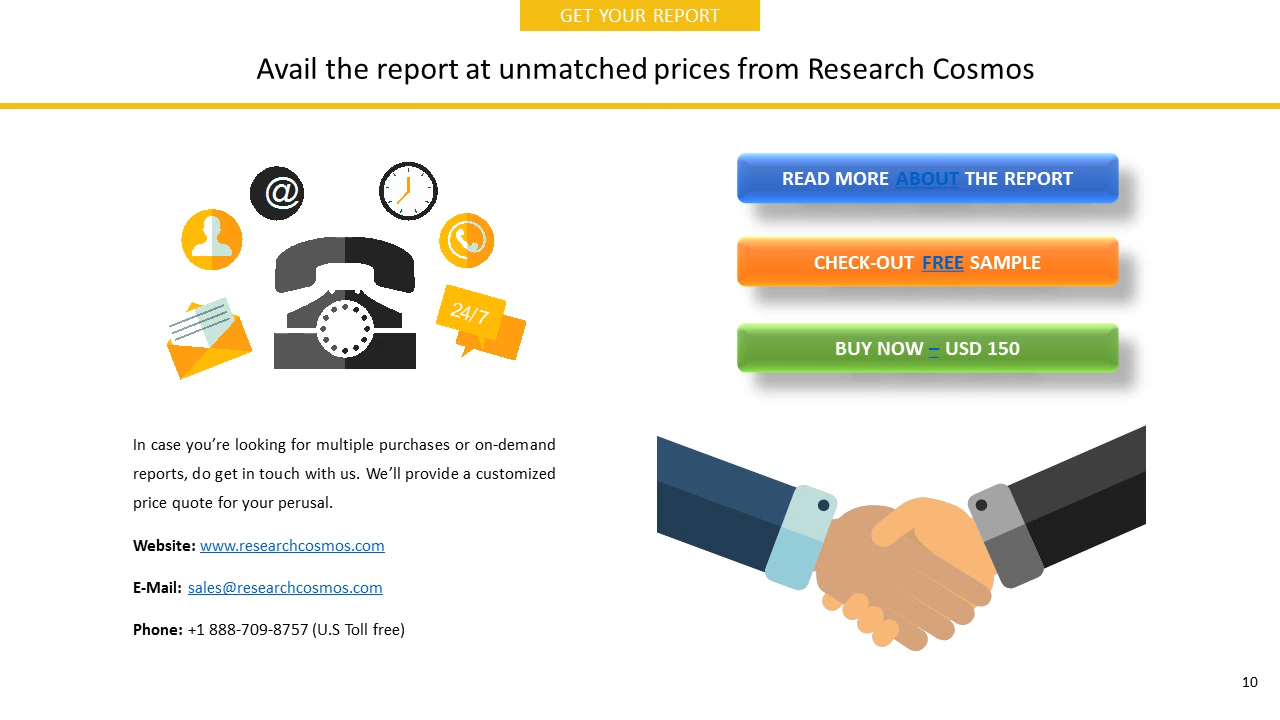 GET YOUR REPORT
Avail the report at unmatched prices from Research Cosmos
@
24/7
READ MORE ABOUT THE REPORT
CHECK-OUT FREE SAMPLE
BUY NOW – USD 150
In case you’re looking for multiple purchases or on-demand
reports, do get in touch with us. We’ll provide a customized
price quote for your perusal.
Website: www.researchcosmos.com
E-Mail: sales@researchcosmos.com
Phone: +1 888-709-8757 (U.S Toll free)
10